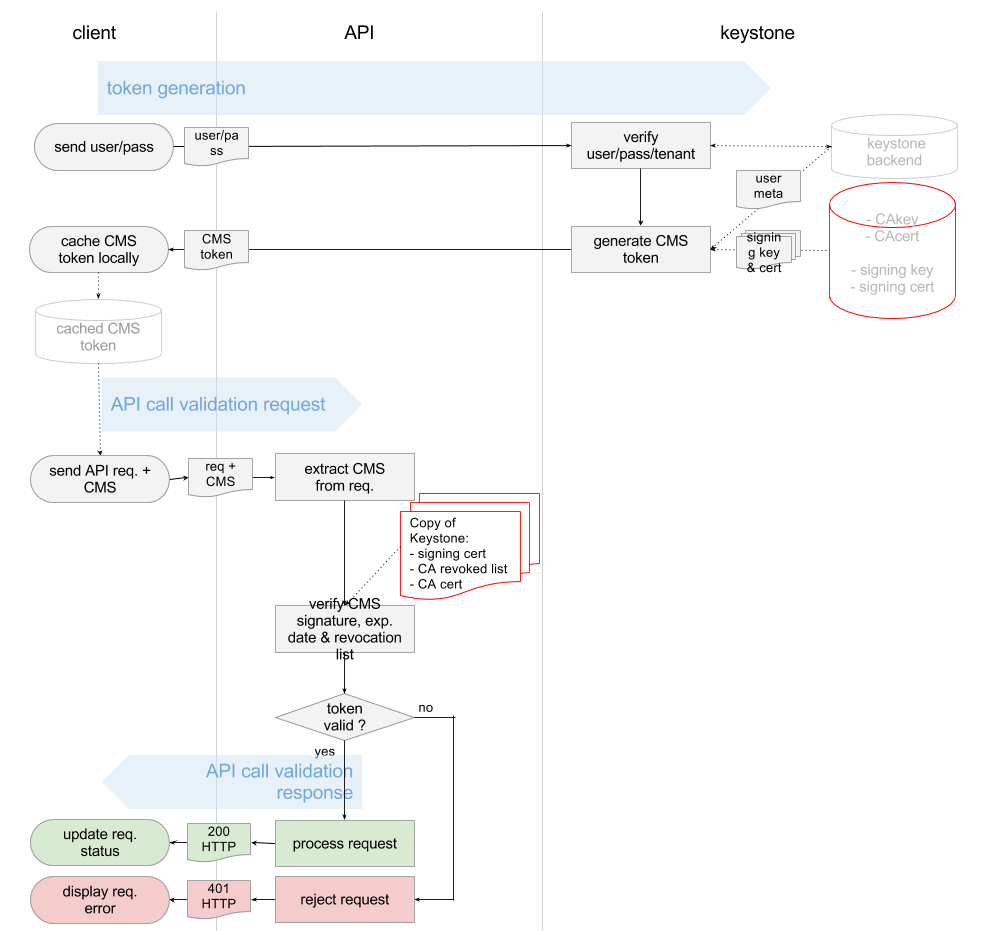 client
API
keystone
token generation
send user/pass
user/pa
ss
verify
user/pass/tenant
keystone
backend
user
meta
cache CMS
token locally
CMS
token
generate CMS
token
signin
g key
& cert
- CAkey
- CAcert
- signing key
- signing cert
cached CMS
token
API call validation request
send API req. +
CMS
req +
CMS
extract CMS
from req.
Copy of
Keystone:
- signing cert
- CA revoked list
- CA cert
verify CMS
signature, exp.
date & revocation
list
token
valid ?
no
yes
API call validation
response
update req.
status
200
HTTP
process request
display req.
error
401
HTTP
reject request